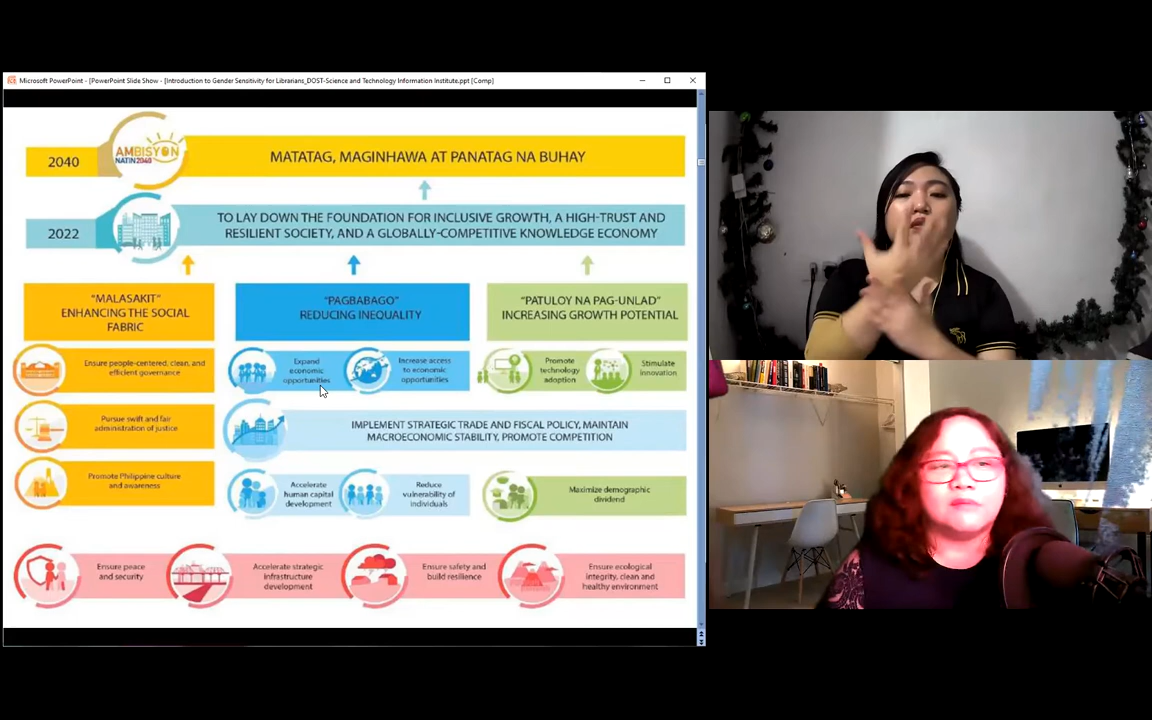 Microsoft PowerPoint - [PowerPoint Slide Show - [Introduction to Gender Sensitivity for Librarians_DOST-Science and Technology Information Institute.ppt [Comp]
2040
AMBISYON
NATIN 2040
MATATAG, MAGINHAWA AT PANATAG NA BUHAY
2022
TO LAY DOWN THE FOUNDATION FOR INCLUSIVE GROWTH, A HIGH-TRUST AND
RESILIENT SOCIETY, AND A GLOBALLY-COMPETITIVE KNOWLEDGE ECONOMY
"MALASAKIT"
ENHANCING THE SOCIAL
FABRIC
"PAGBABAGO"
REDUCING INEQUALITY
"PATULOY NA PAG-UNLAD"
INCREASING GROWTH POTENTIAL
Ensure people-centered, clean, and
efficient governance
Expand
economic
opportunities
Increase access
to economic
opportunities
Promote
technology
adoption
Stimulate
innovation
Pursue swift and fair
administration of justice
IMPLEMENT STRATEGIC TRADE AND FISCAL POLICY, MAINTAIN
MACROECONOMIC STABILITY, PROMOTE COMPETITION
Promote Philippine culture
and awareness
Accelerate
human capital
development
Reduce
vulnerability of
individuals
Maximize demographic
dividend
Ensure peace
and security
Accelerate strategic
infrastructure
development
Ensure safety and
build resilience
Ensure ecological
integrity, clean and
healthy environment